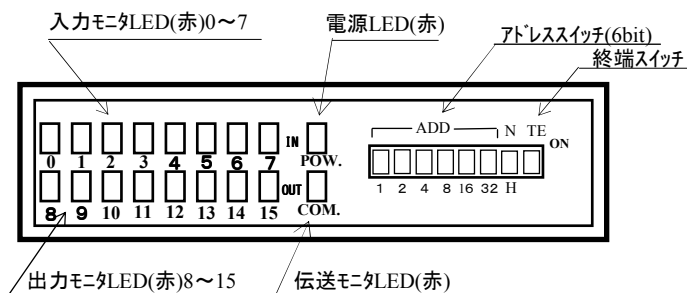 入力ﾓﾆﾀLED(赤)0～7
電源LED(赤)
ｱﾄﾞﾚｽｽｲｯﾁ(6bit)
終端ｽｲｯﾁ
ADD N TE
ON
0 1 2 3 4 5 6 7 IN POW.
1 2 4 8 16 32 H
8 9 10 11 12 13 14 15 OUT COM.
出力ﾓﾆﾀLED(赤)8～15
伝送ﾓﾆﾀLED(赤)